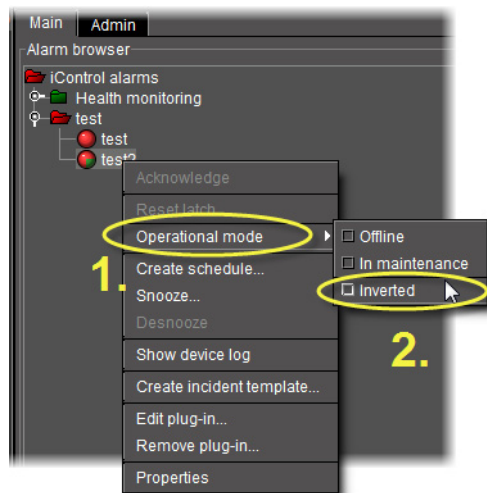 Main Admin
Alarm browser
iControl alarms
Health monitoring
test
test
test2
Acknowledge
Reset latch
Operational mode
Offline
In maintenance
Inverted
1.
2.
Create schedule...
Snooze...
Desnooze
Show device log
Create incident template...
Edit plug-in...
Remove plug-in...
Properties